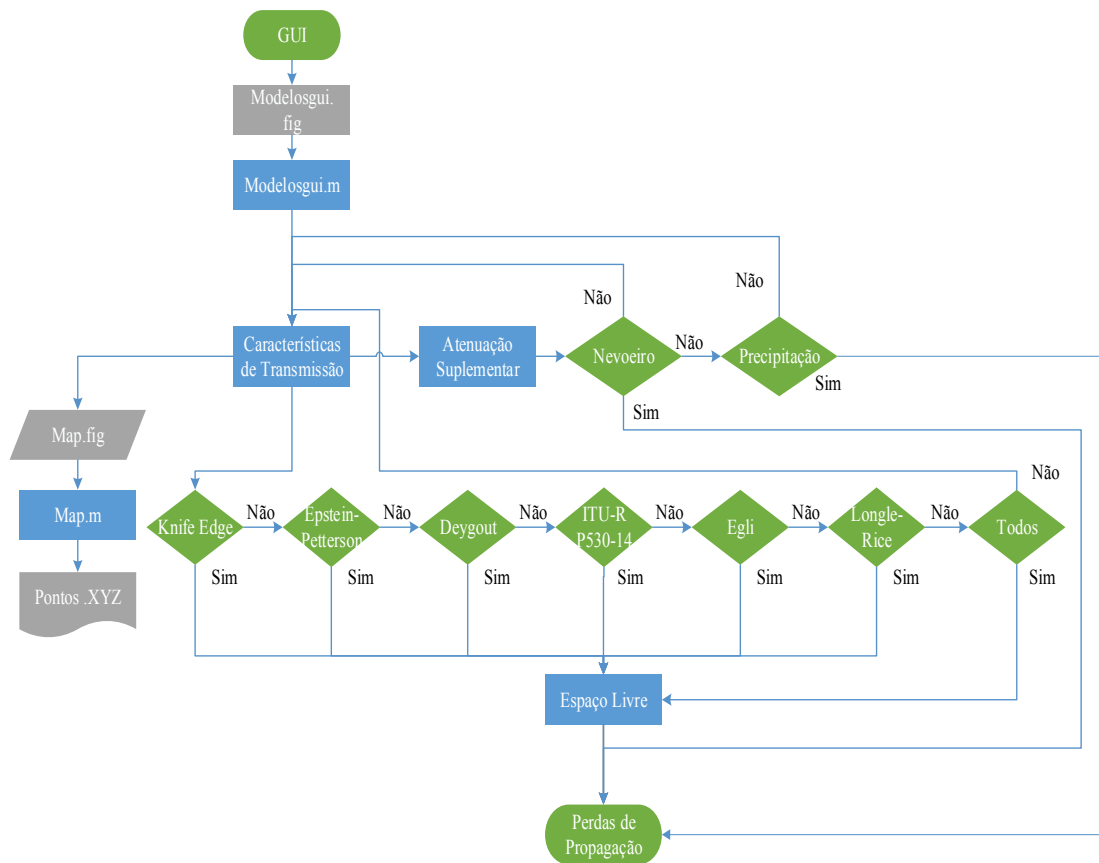 GUI
Modelosgui.
fig
Modelosgui.m
Não
Não
Não
Características
de Transmissão
Atenuação
Suplementar
Nevoeiro
Precipitação
Sim
Sim
Map.fig
Map.m
Pontos .XYZ
Não
Knife Edge
Não
Epstein-
Petterson
Não
Deygout
Não
ITU-R
P530-14
Não
Egli
Não
Longle-
Rice
Não
Todos
Sim
Sim
Sim
Sim
Sim
Sim
Sim
Espaço Livre
Perdas de
Propagação